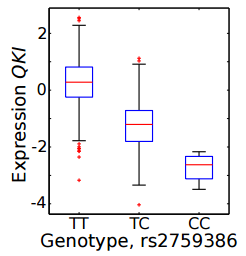 Expression QKI
2
0
-2
-4
TT TC CC
Genotype, rs2759386